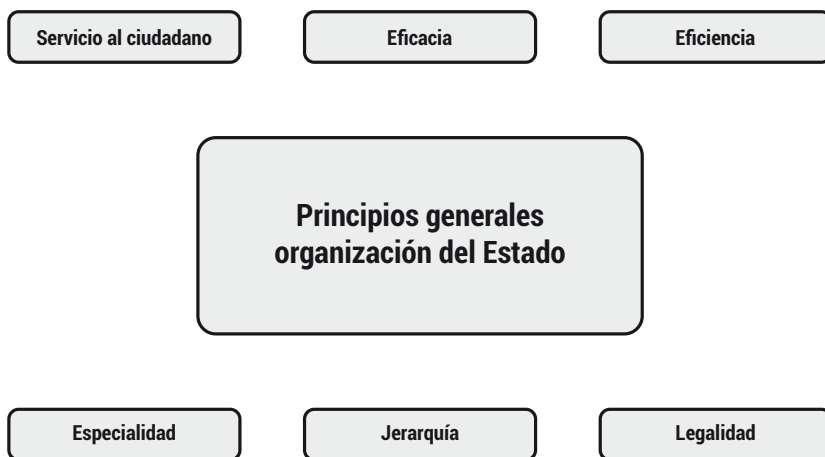 Servicio al ciudadano
Eficacia
Eficiencia
Principios generales
organización del Estado
Especialidad
Jerarquía
Legalidad